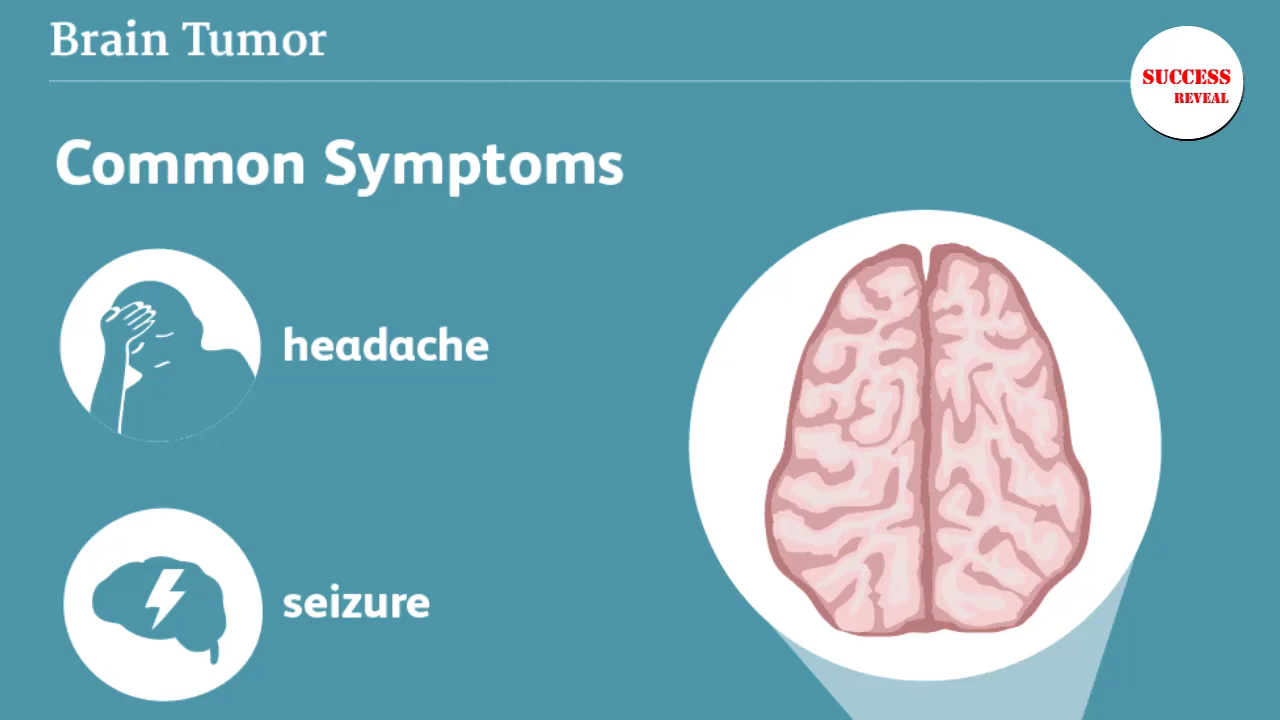 Brain Tumor
SUCCESS
REVEAL
Common Symptoms
headache
seizure